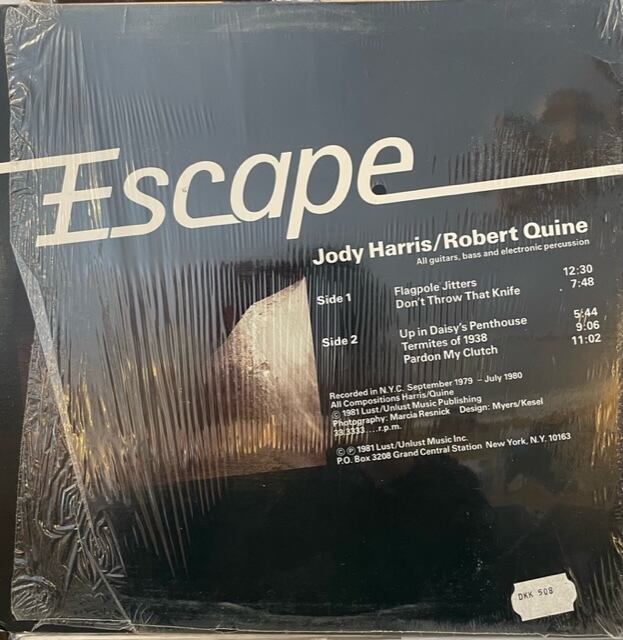 Escape
Jody Harris/Robert Quine
All guitars, bass and electronic percussion
Side 1
Flagpole Jitters 12:30
Don't Throw That Knife 7:48
Side 2
Up in Daisy's Penthouse 5:44
Termites of 1938 9:06
Pardon My Clutch 11:02
Recorded in N.Y.C. September 1979 – July 1980
All Compositions Harris/Quine
© 1981 Lust/Unlust Music Publishing
Photography: Marcia Resnick Design: Myers/Kesel
33.3333....r.p.m.
© ℗ 1981 Lust/Unlust Music Inc.
P.O. Box 3208 Grand Central Station New York, N.Y. 10163
DKK 508